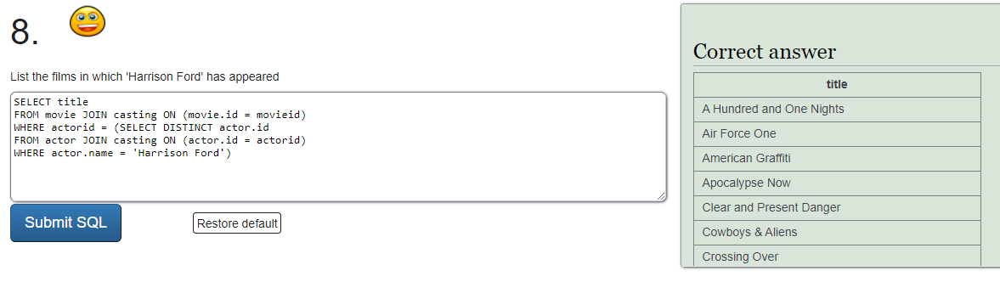 8.
List the films in which 'Harrison Ford' has appeared
SELECT title
FROM movie JOIN casting ON (movie.id = movieid)
WHERE actorid = (SELECT DISTINCT actor.id
FROM actor JOIN casting ON (actor.id = actorid)
WHERE actor.name = 'Harrison Ford')
Submit SQL
Restore default
Correct answer
title
A Hundred and One Nights
Air Force One
American Graffiti
Apocalypse Now
Clear and Present Danger
Cowboys & Aliens
Crossing Over